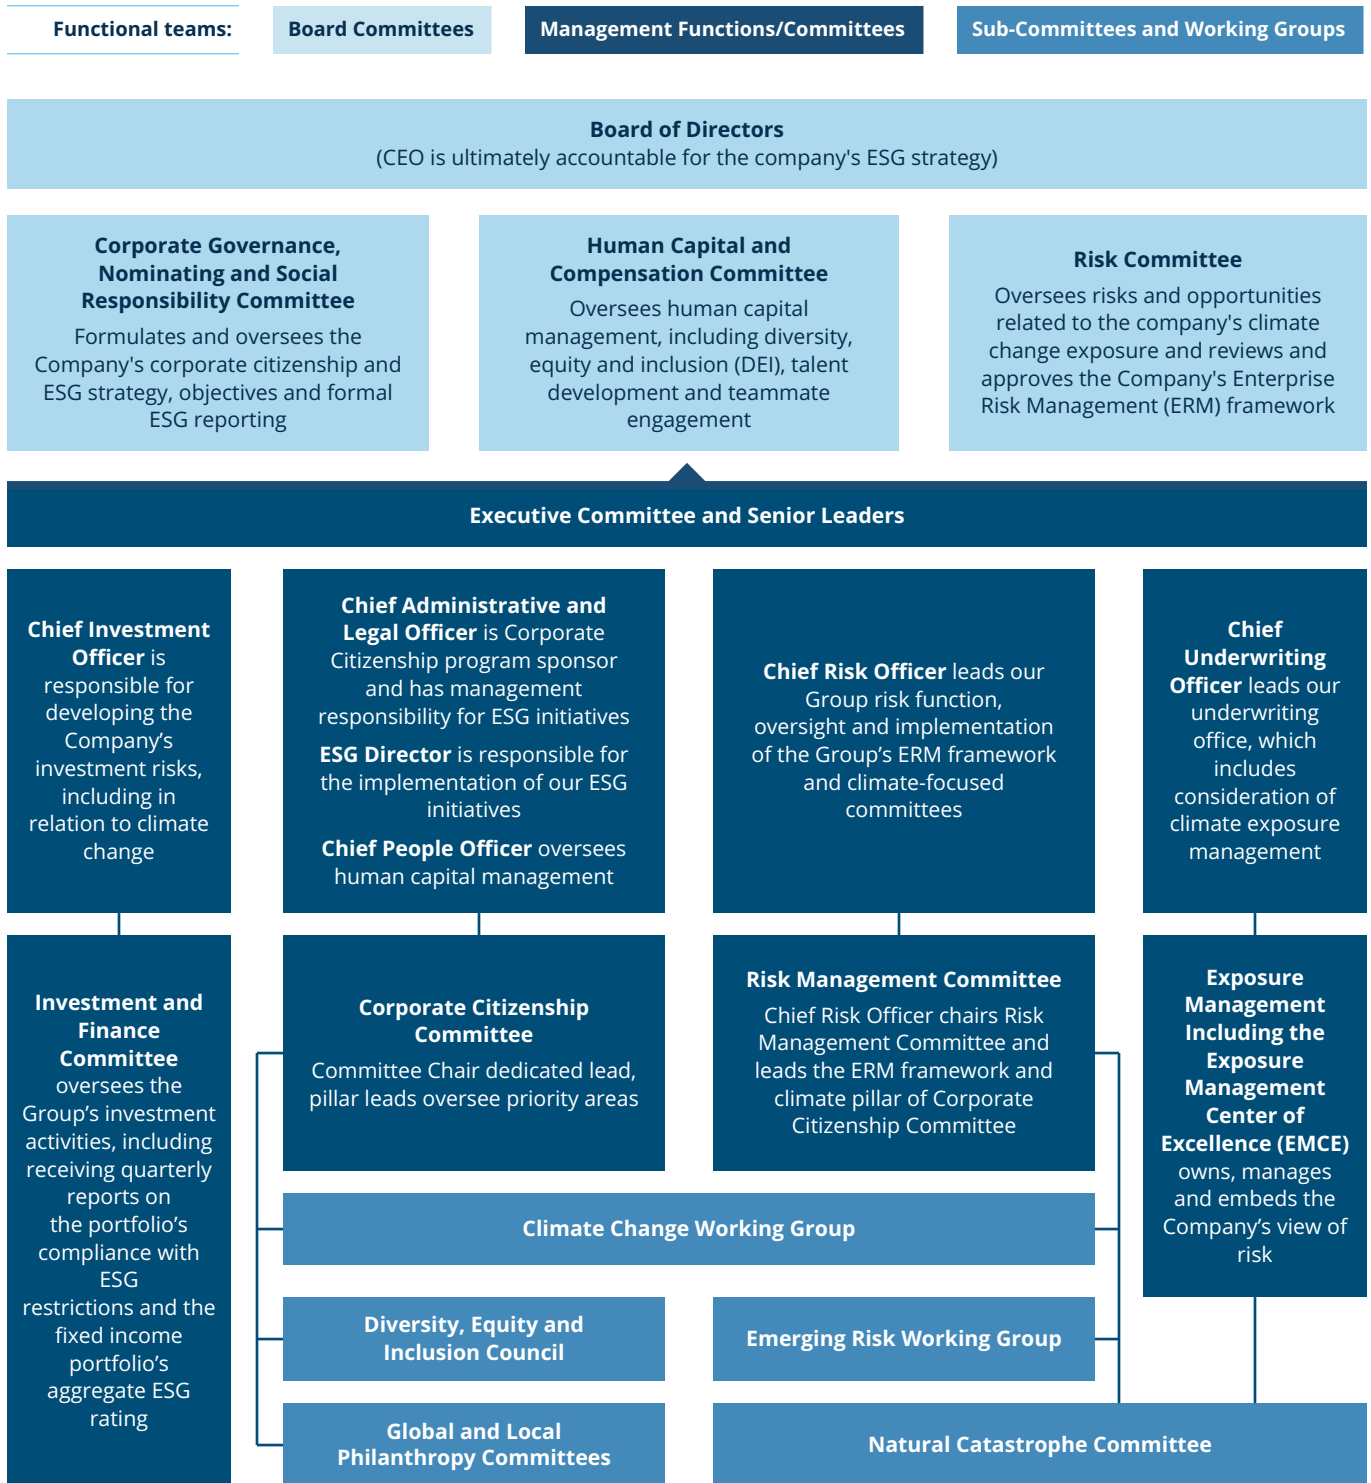 Functional teams:
Board Committees
Management Functions/Committees
Sub-Committees and Working Groups
Board of Directors
(CEO is ultimately accountable for the company's ESG strategy)
Corporate Governance,
Nominating and Social
Responsibility Committee
Formulates and oversees the
Company's corporate citizenship and
ESG strategy, objectives and formal
ESG reporting
Human Capital and
Compensation Committee
Oversees human capital
management, including diversity,
equity and inclusion (DEI), talent
development and teammate
engagement
Risk Committee
Oversees risks and opportunities
related to the company's climate
change exposure and reviews and
approves the Company's Enterprise
Risk Management (ERM) framework
Executive Committee and Senior Leaders
Chief Investment
Officer is
responsible for
developing the
Company’s
investment risks,
including in
relation to climate
change
Chief Administrative and
Legal Officer is Corporate
Citizenship program sponsor
and has management
responsibility for ESG initiatives
ESG Director is responsible for
the implementation of our ESG
initiatives
Chief People Officer oversees
human capital management
Chief Risk Officer leads our
Group risk function,
oversight and implementation
of the Group’s ERM framework
and climate-focused
committees
Chief
Underwriting
Officer leads our
underwriting
office, which
includes
consideration of
climate exposure
management
Investment and
Finance
Committee
oversees the
Group’s investment
activities, including
receiving quarterly
reports on
the portfolio’s
compliance with
ESG
restrictions and the
fixed income
portfolio’s
aggregate ESG
rating
Corporate Citizenship
Committee
Committee Chair dedicated lead,
pillar leads oversee priority areas
Risk Management Committee
Chief Risk Officer chairs Risk
Management Committee and
leads the ERM framework and
climate pillar of Corporate
Citizenship Committee
Exposure
Management
Including the
Exposure
Management
Center of
Excellence (EMCE)
owns, manages
and embeds the
Company’s view of
risk
Climate Change Working Group
Diversity, Equity and
Inclusion Council
Emerging Risk Working Group
Global and Local
Philanthropy Committees
Natural Catastrophe Committee